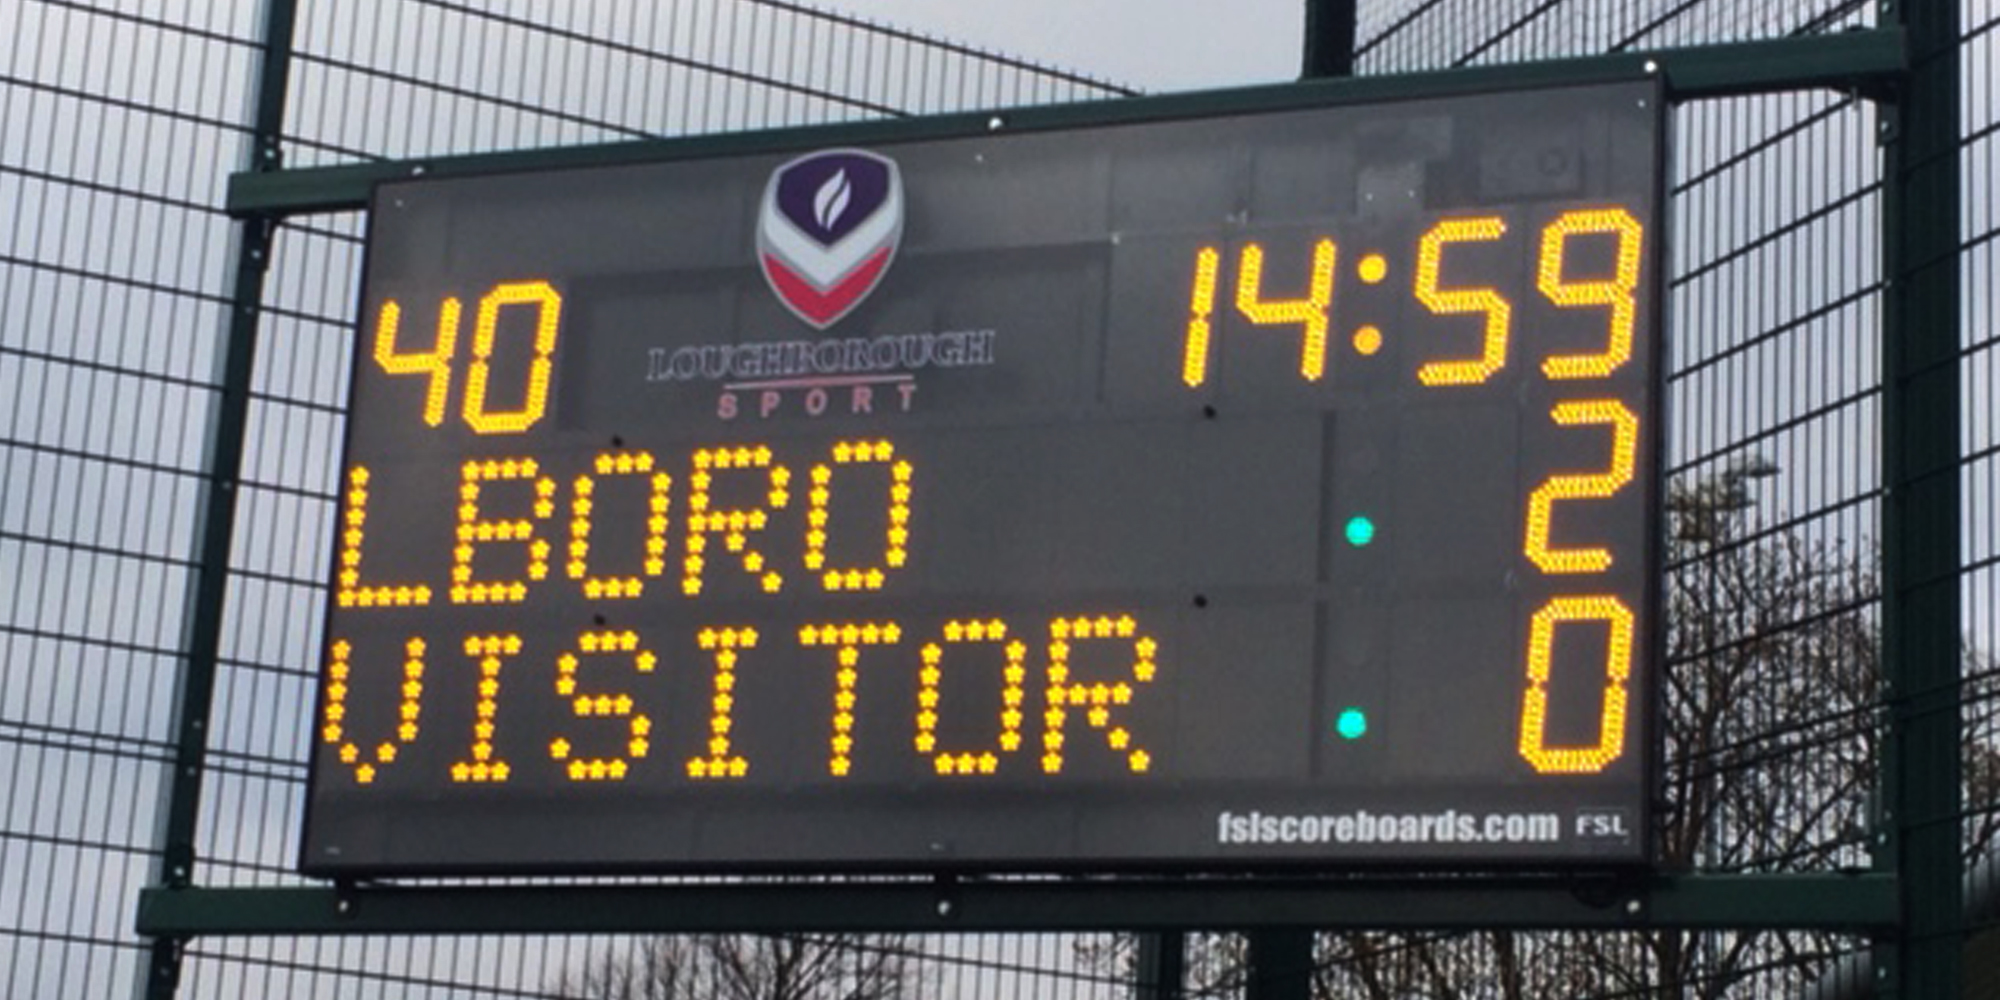 40 14:59
LOUGHBOROUGH
SPORT
LBORO 2
VISITOR 0
fslscoreboards.com FSL